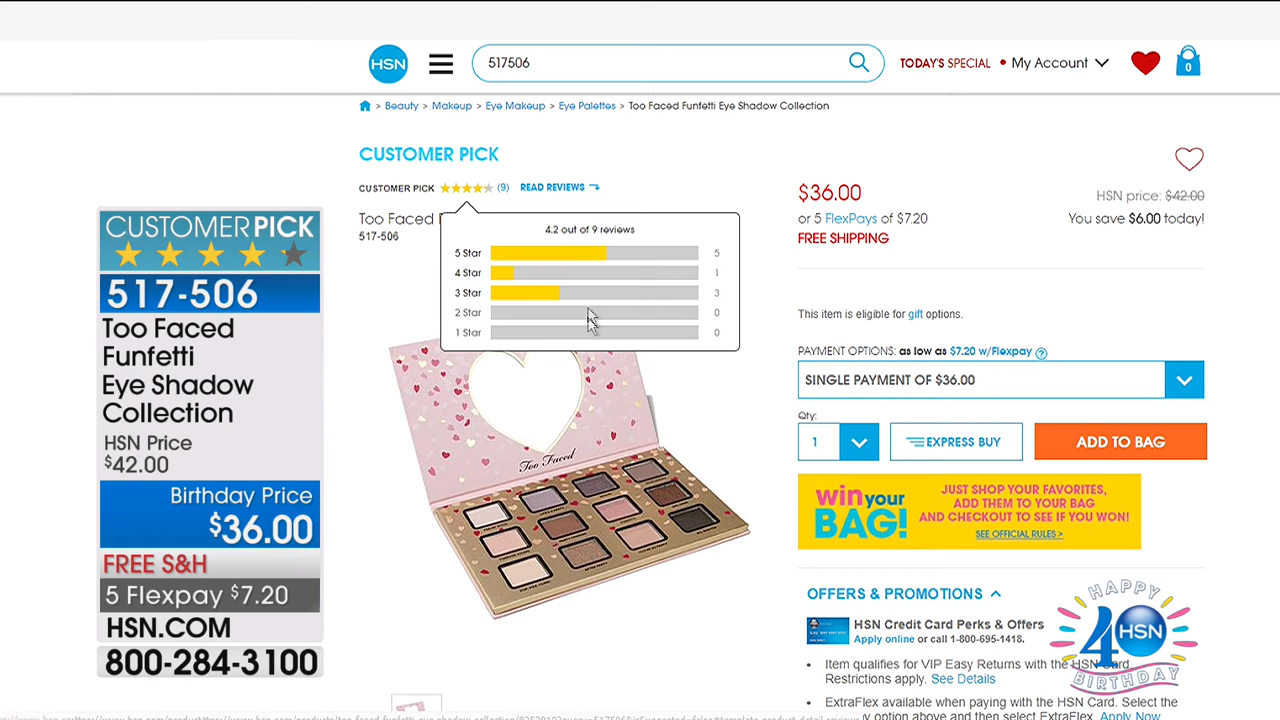 HSN
517506
TODAY'S SPECIAL • My Account
0
> Beauty > Makeup > Eye Makeup > Eye Palettes > Too Faced Funfetti Eye Shadow Collection
CUSTOMER PICK
CUSTOMER PICK (9) READ REVIEWS
Too Faced
517-506
4.2 out of 9 reviews
5 Star 5
4 Star 1
3 Star 3
2 Star 0
1 Star 0
Too Faced
$36.00
HSN price: $42.00
or 5 FlexPays of $7.20
You save $6.00 today!
FREE SHIPPING
This item is eligible for gift options.
PAYMENT OPTIONS: as low as $7.20 w/Flexpay ?
SINGLE PAYMENT OF $36.00
Qty:
1
EXPRESS BUY
ADD TO BAG
win your BAG!
JUST SHOP YOUR FAVORITES,
ADD THEM TO YOUR BAG
AND CHECKOUT TO SEE IF YOU WON!
SEE OFFICIAL RULES >
OFFERS & PROMOTIONS
HSN Credit Card Perks & Offers
Apply online or call 1-800-695-1418.
• Item qualifies for VIP Easy Returns with the HSN Card.
Restrictions apply. See Details
• ExtraFlex available when paying with the HSN Card. Select the
option above and then select ExtraFlex. Apply Now
CUSTOMER PICK
517-506
Too Faced
Funfetti
Eye Shadow
Collection
HSN Price
$42.00
Birthday Price
$36.00
FREE S&H
5 Flexpay $7.20
HSN.COM
800-284-3100
HAPPY
40 HSN
BIRTHDAY